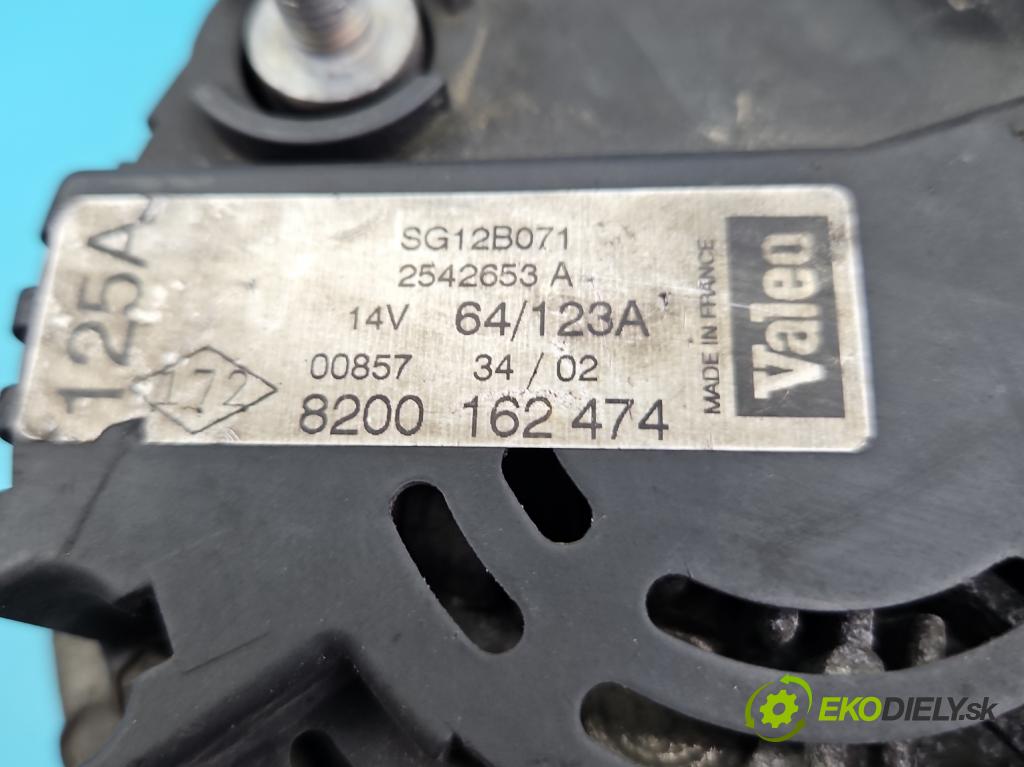 125A
172
SG12B071
2542653 A
14V 64/123A
00857 34 / 02
8200 162 474
MADE IN FRANCE
Valeo
EKODIELY.sk